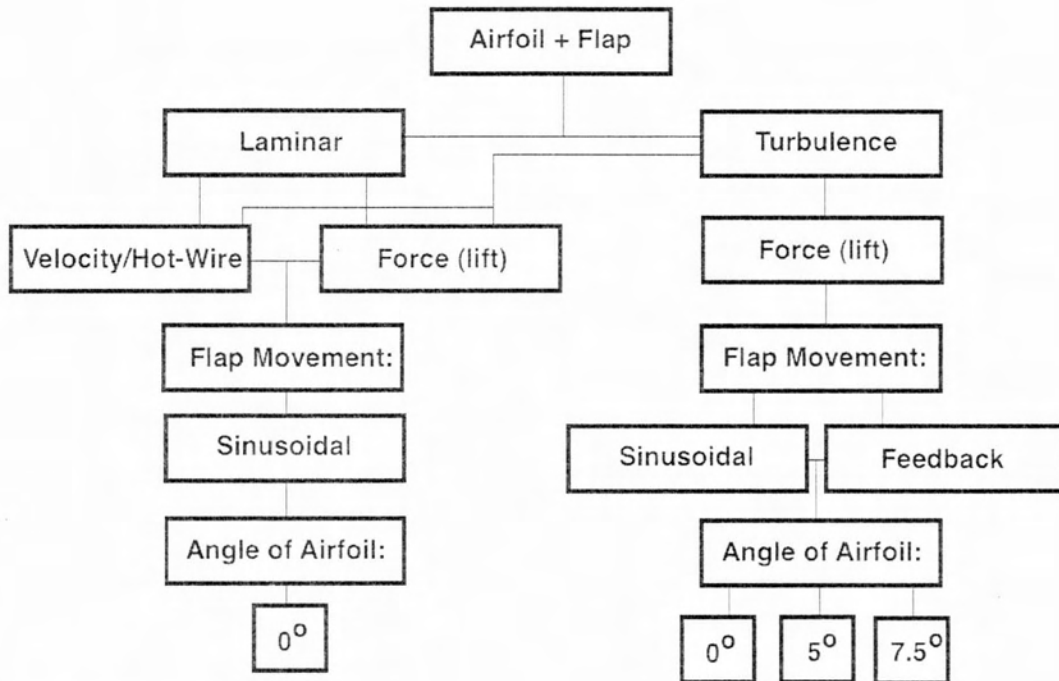 Airfoil + Flap
Laminar
Turbulence
Velocity/Hot-Wire
Force (lift)
Force (lift)
Flap Movement:
Flap Movement:
Sinusoidal
Sinusoidal
Feedback
Angle of Airfoil:
Angle of Airfoil:
0°
0°
5°
7.5°